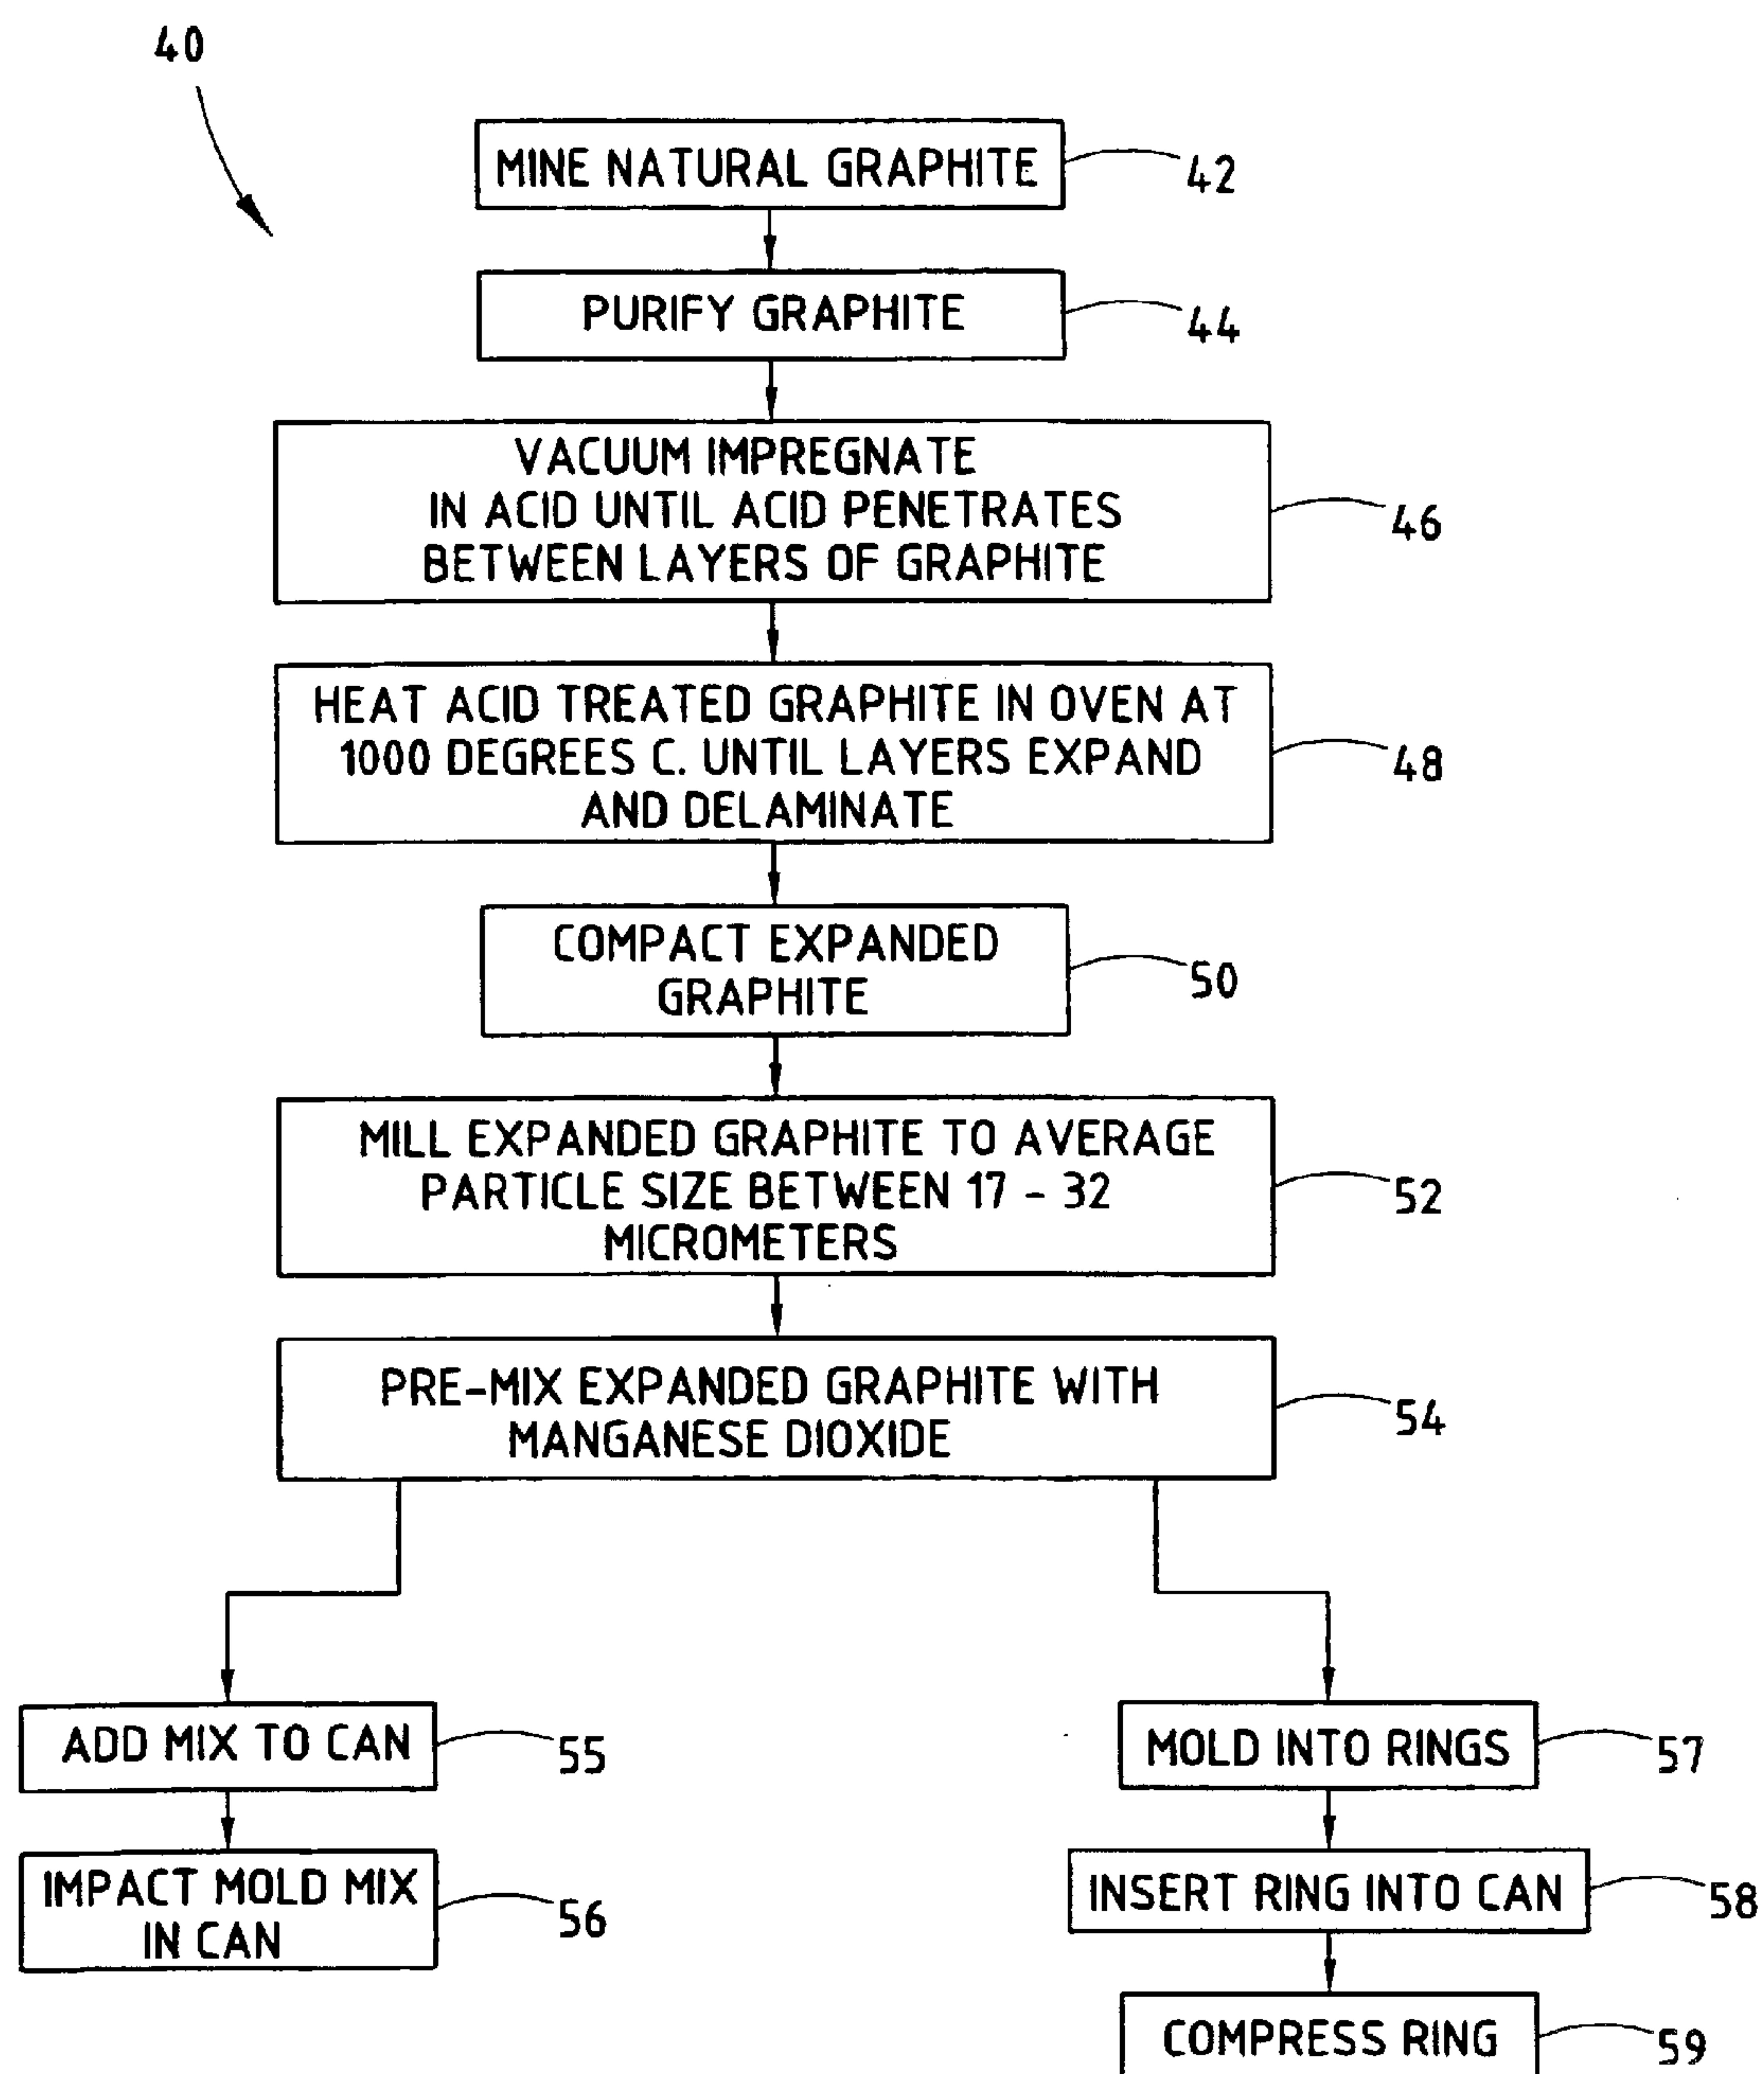 40
MINE NATURAL GRAPHITE
42
PURIFY GRAPHITE
44
VACUUM IMPREGNATE
IN ACID UNTIL ACID PENETRATES
BETWEEN LAYERS OF GRAPHITE
46
HEAT ACID TREATED GRAPHITE IN OVEN AT
1000 DEGREES C. UNTIL LAYERS EXPAND
AND DELAMINATE
48
COMPACT EXPANDED
GRAPHITE
50
MILL EXPANDED GRAPHITE TO AVERAGE
PARTICLE SIZE BETWEEN 17 - 32
MICROMETERS
52
PRE-MIX EXPANDED GRAPHITE WITH
MANGANESE DIOXIDE
54
ADD MIX TO CAN
55
IMPACT MOLD MIX
IN CAN
56
MOLD INTO RINGS
57
INSERT RING INTO CAN
58
COMPRESS RING
59